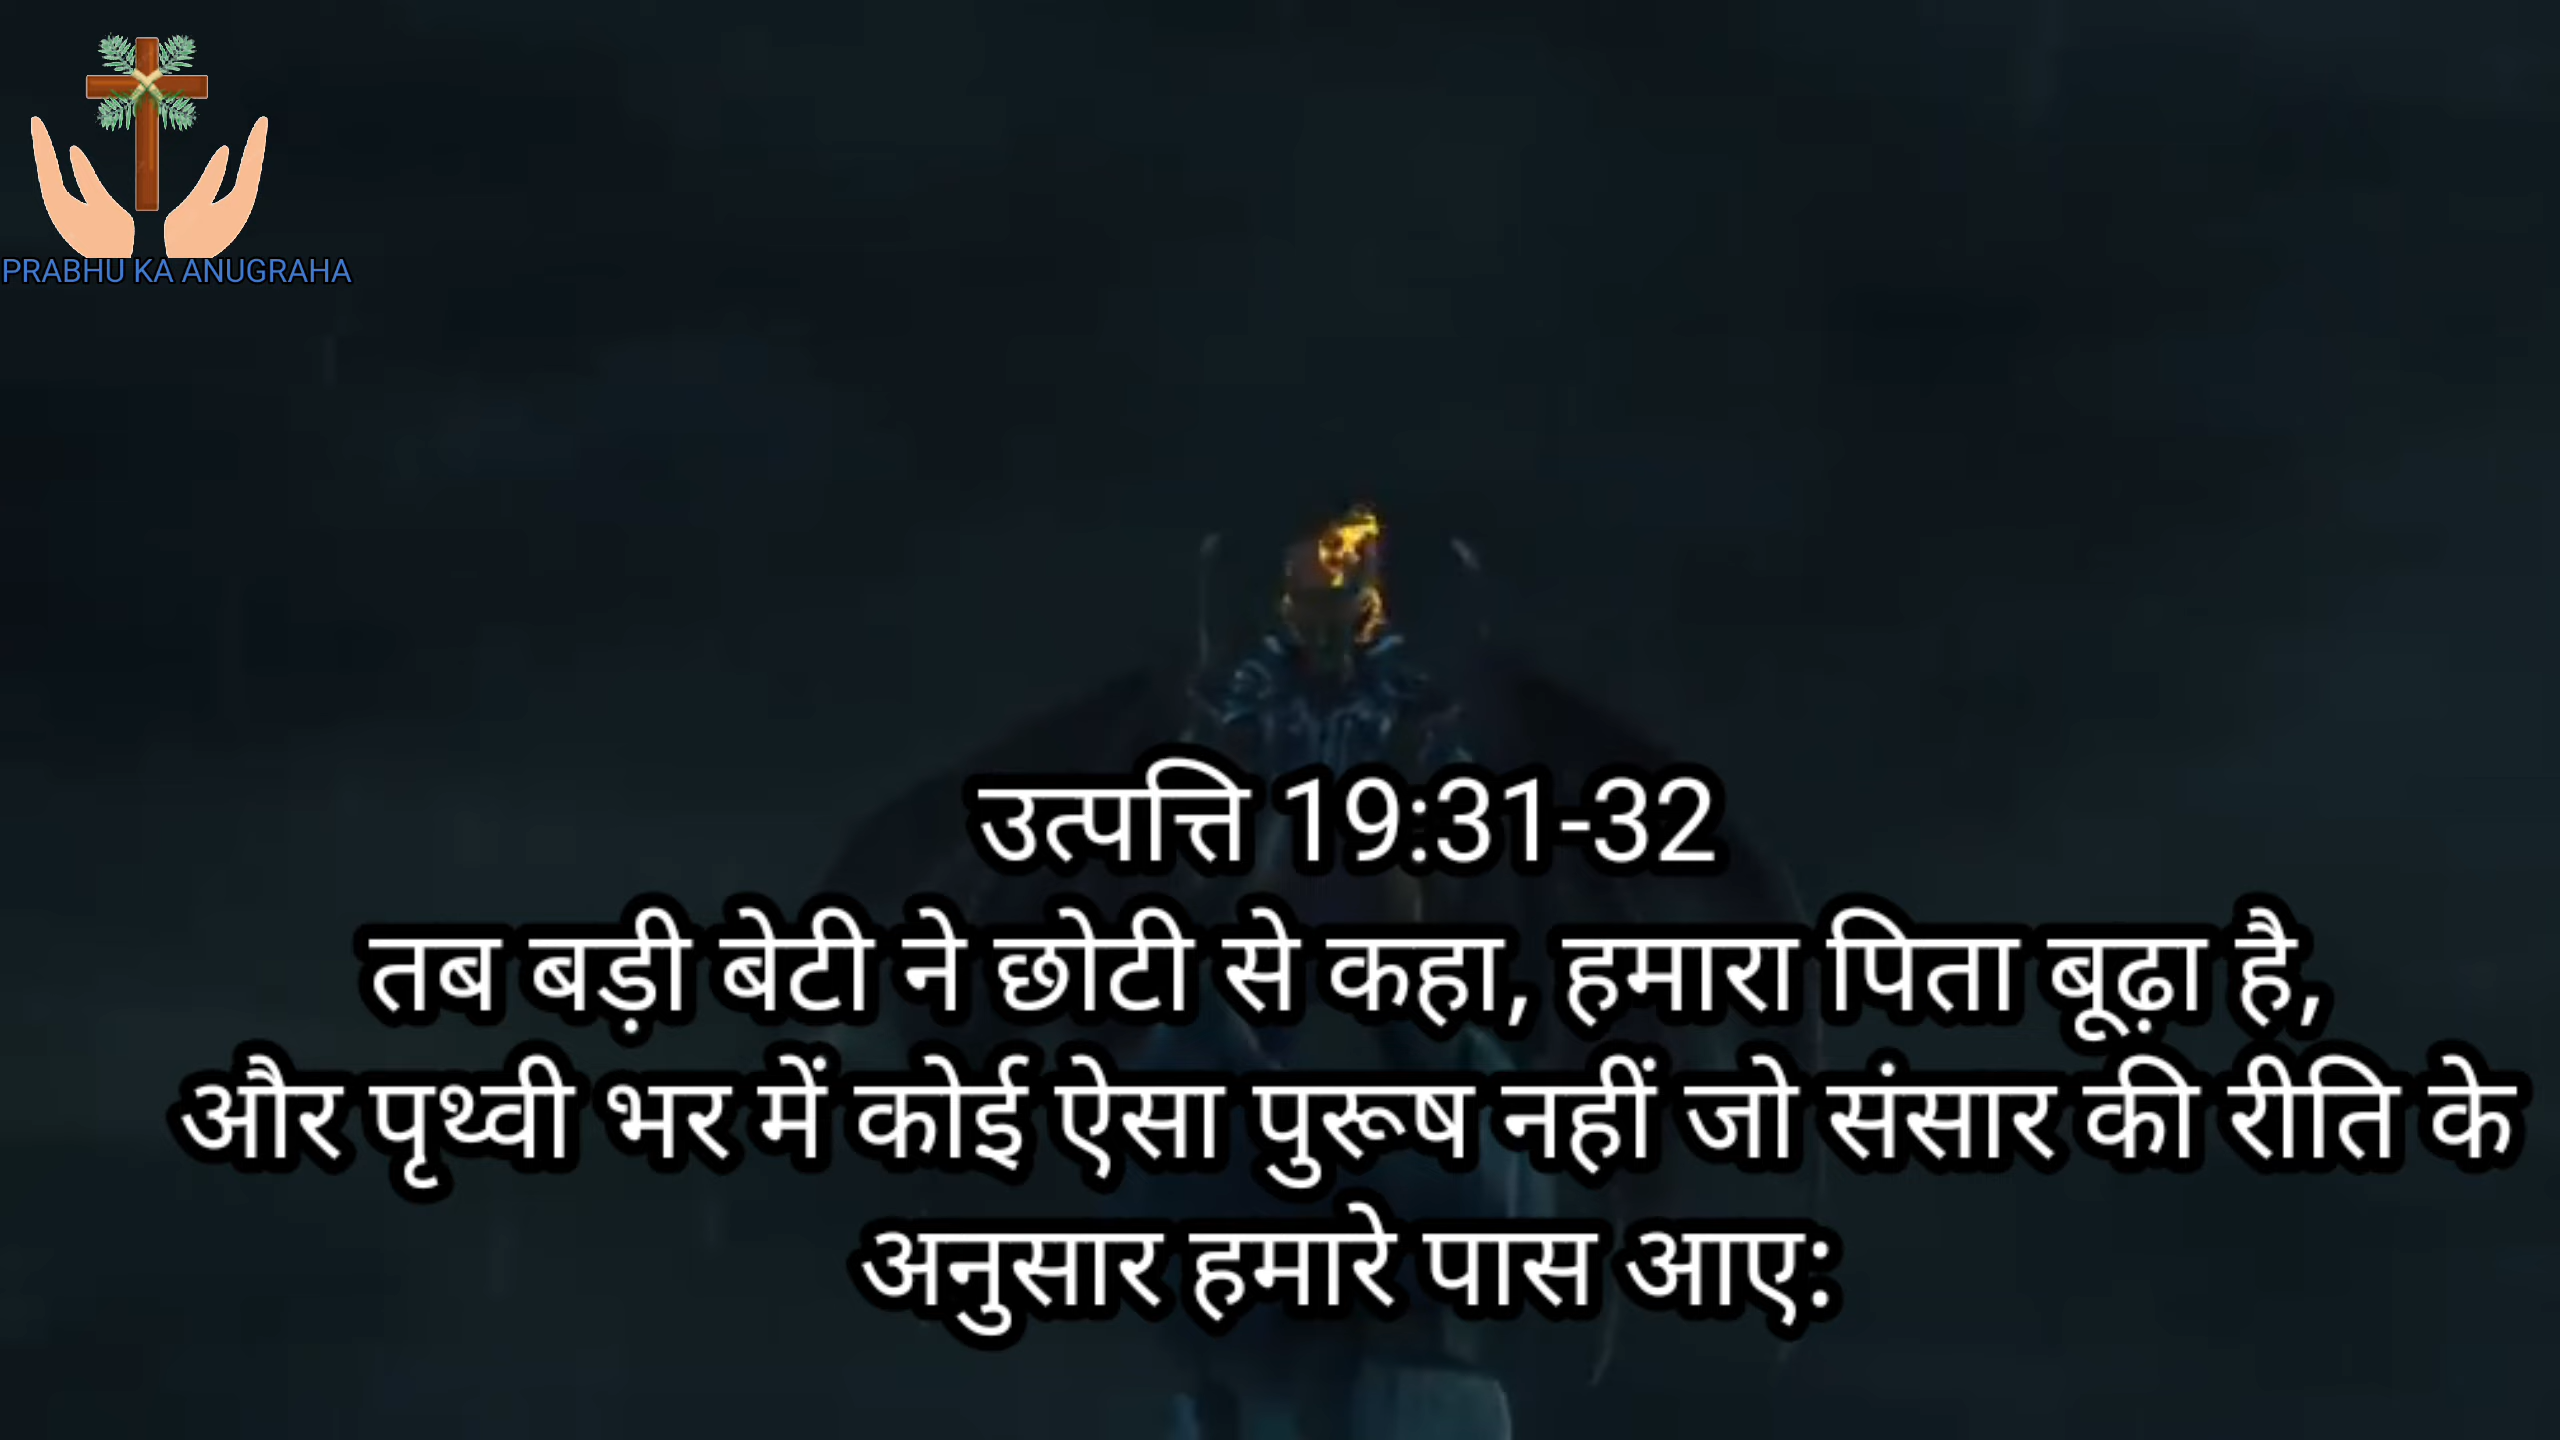 PRABHU KA ANUGRAHA
उत्पत्ति 19:31-32
तब बड़ी बेटी ने छोटी से कहा, हमारा पिता बूढ़ा है,
और पृथ्वी भर में कोई ऐसा पुरूष नहीं जो संसार की रीति के
अनुसार हमारे पास आए: